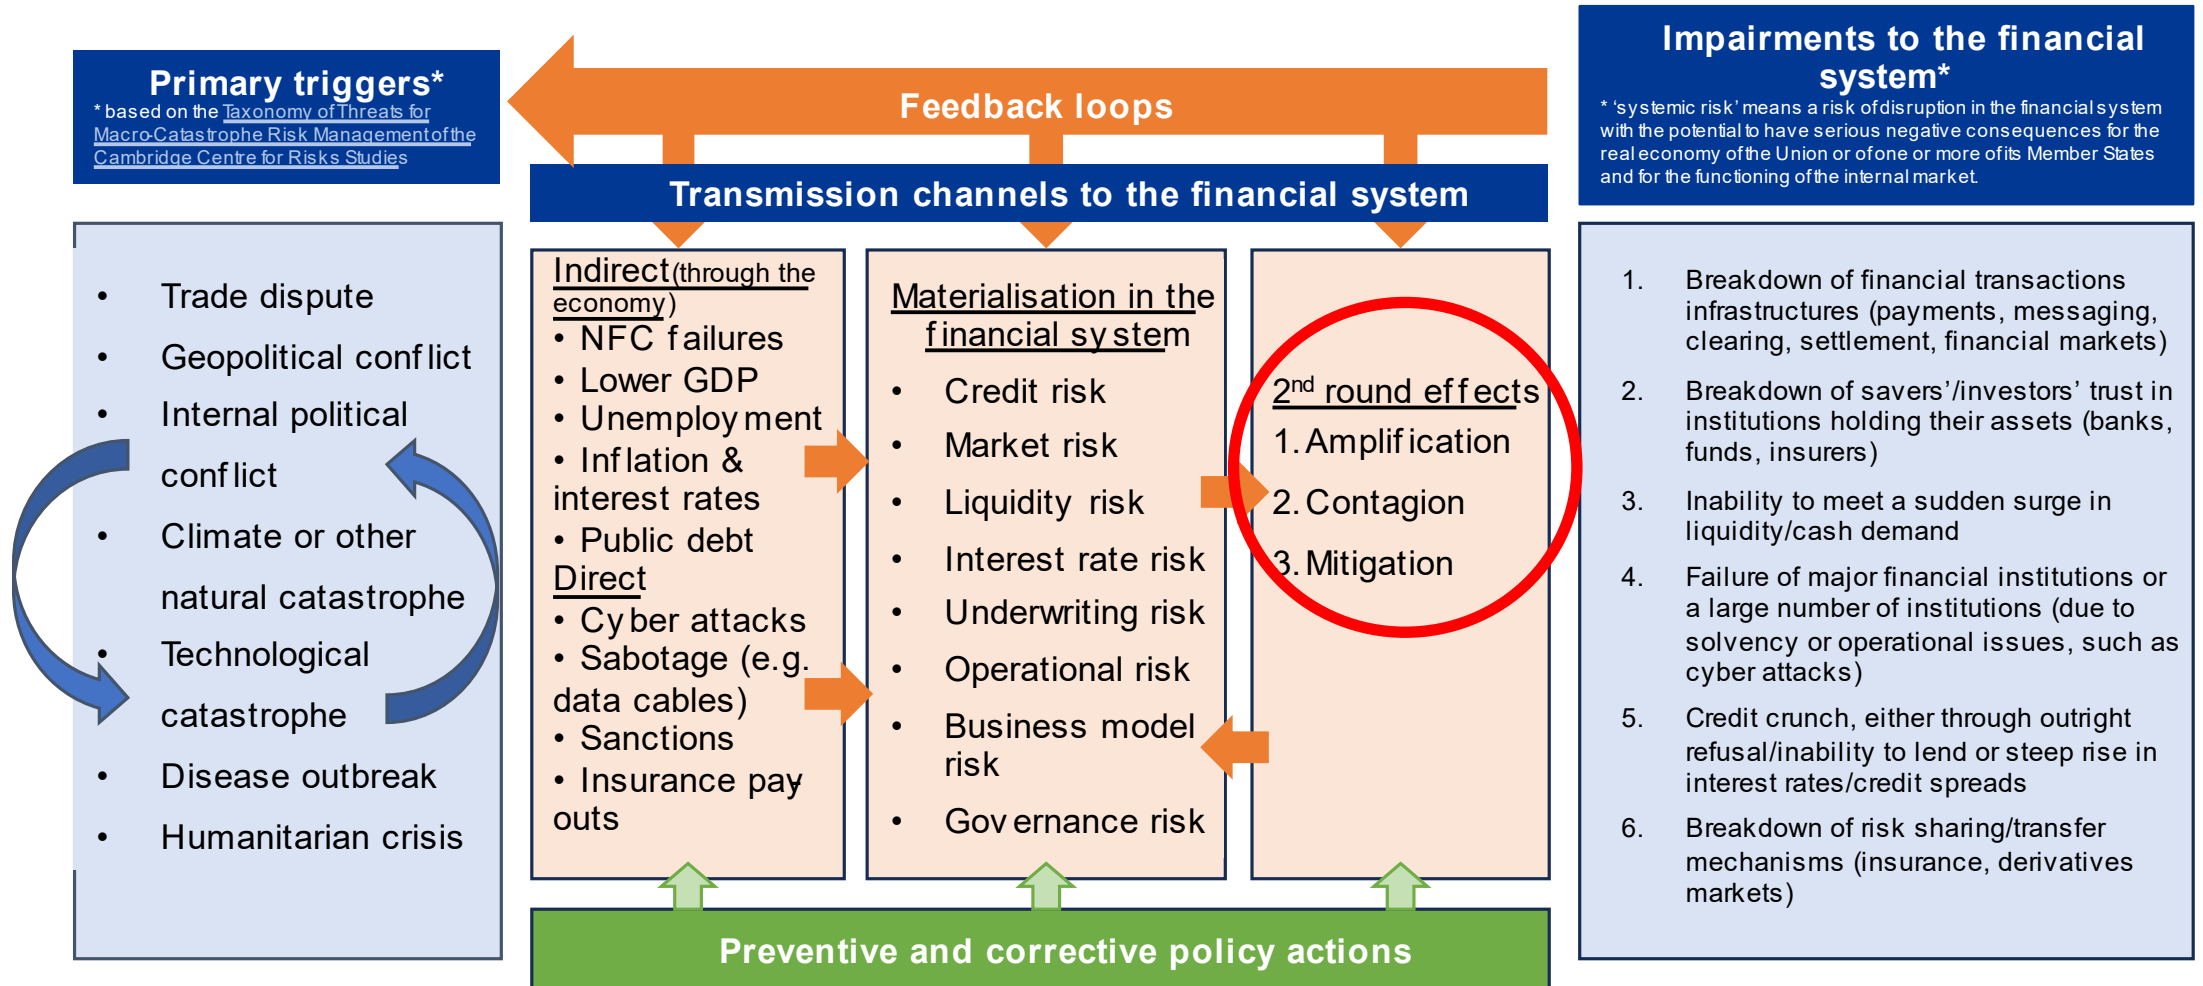 Primary triggers*
* based on the Taxonomy of Threats for
Macro-Catastrophe Risk Management of the
Cambridge Centre for Risks Studies
• Trade dispute
• Geopolitical conflict
• Internal political
conflict
• Climate or other
natural catastrophe
• Technological
catastrophe
• Disease outbreak
• Humanitarian crisis
Feedback loops
Transmission channels to the financial system
Indirect (through the
economy)
• NFC failures
• Lower GDP
• Unemployment
• Inflation &
interest rates
• Public debt
Direct
• Cyber attacks
• Sabotage (e.g.
data cables)
• Sanctions
• Insurance pay-
outs
Materialisation in the
financial system
• Credit risk
• Market risk
• Liquidity risk
• Interest rate risk
• Underwriting risk
• Operational risk
• Business model
risk
• Governance risk
2nd round effects
1. Amplification
2. Contagion
3. Mitigation
Preventive and corrective policy actions
Impairments to the financial
system*
* ‘systemic risk’ means a risk of disruption in the financial system
with the potential to have serious negative consequences for the
real economy of the Union or of one or more of its Member States
and for the functioning of the internal market.
1. Breakdown of financial transactions
infrastructures (payments, messaging,
clearing, settlement, financial markets)
2. Breakdown of savers’/investors’ trust in
institutions holding their assets (banks,
funds, insurers)
3. Inability to meet a sudden surge in
liquidity/cash demand
4. Failure of major financial institutions or
a large number of institutions (due to
solvency or operational issues, such as
cyber attacks)
5. Credit crunch, either through outright
refusal/inability to lend or steep rise in
interest rates/credit spreads
6. Breakdown of risk sharing/transfer
mechanisms (insurance, derivatives
markets)